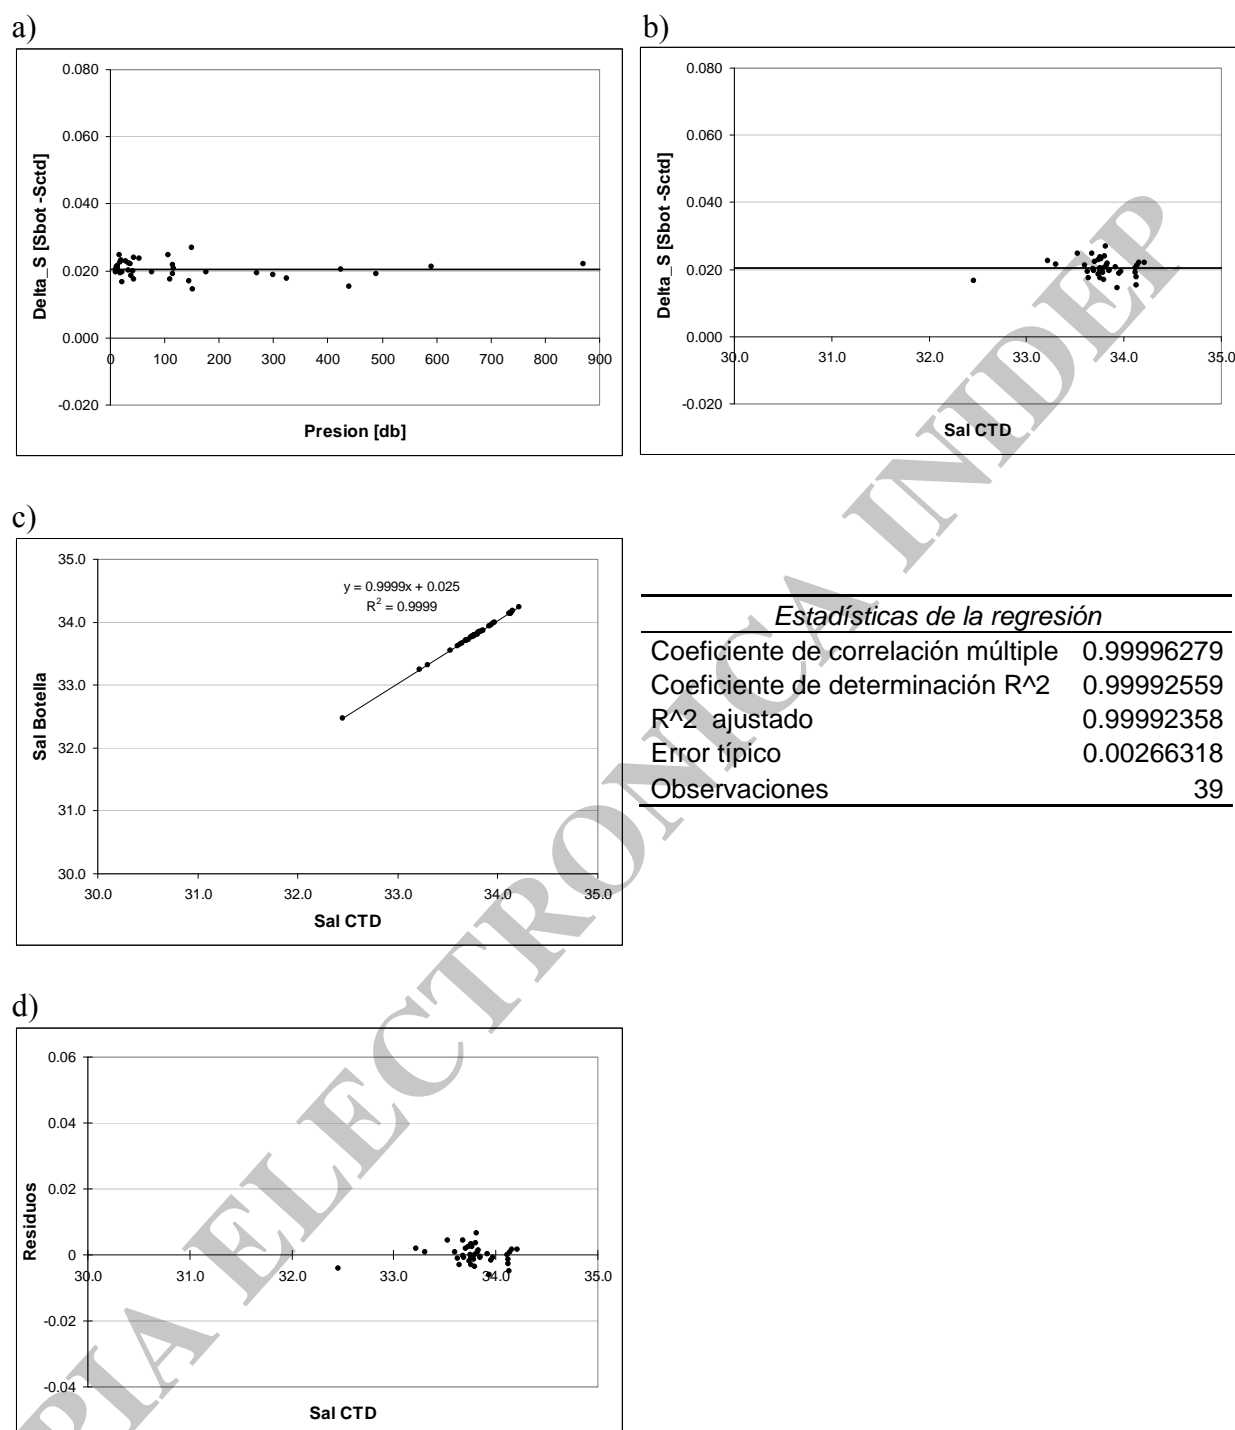 a)
0.080
0.060
0.040
0.020
0.000
-0.020
0 100 200 300 400 500 600 700 800 900
Delta_S [Sbot -Sctd]
Presion [db]
b)
0.080
0.060
0.040
0.020
0.000
-0.020
30.0 31.0 32.0 33.0 34.0 35.0
Delta_S [Sbot -Sctd]
Sal CTD
c)
35.0
34.0
33.0
32.0
31.0
30.0
30.0 31.0 32.0 33.0 34.0 35.0
y = 0.9999x + 0.025
R² = 0.9999
Sal Botella
Sal CTD
Estadísticas de la regresión
Coeficiente de correlación múltiple 0.99996279
Coeficiente de determinación R^2 0.99992559
R^2 ajustado 0.99992358
Error típico 0.00266318
Observaciones 39
d)
0.06
0.04
0.02
0
-0.02
-0.04
30.0 31.0 32.0 33.0 34.0 35.0
Residuos
Sal CTD
PIA ELECTRONICA INIDEP